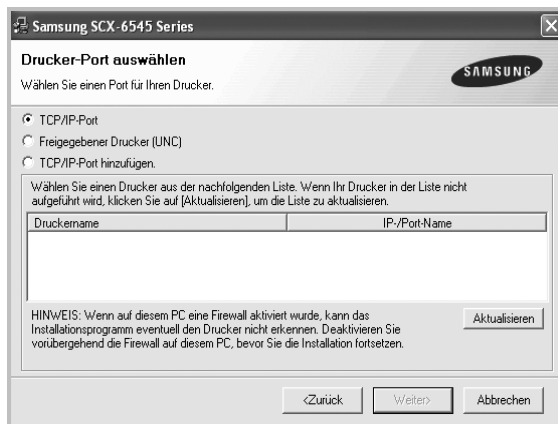 Samsung SCX-6545 Series
Drucker-Port auswählen
Wählen Sie einen Port für Ihren Drucker.
SAMSUNG
TCP/IP-Port
Freigegebener Drucker (UNC)
TCP/IP-Port hinzufügen.
Wählen Sie einen Drucker aus der nachfolgenden Liste. Wenn Ihr Drucker in der Liste nicht
aufgeführt wird, klicken Sie auf [Aktualisieren], um die Liste zu aktualisieren.
Druckername IP-/Port-Name
HINWEIS: Wenn auf diesem PC eine Firewall aktiviert wurde, kann das
Installationsprogramm eventuell den Drucker nicht erkennen. Deaktivieren Sie
vorübergehend die Firewall auf diesem PC, bevor Sie die Installation fortsetzen.
Aktualisieren
<Zurück Weiter> Abbrechen